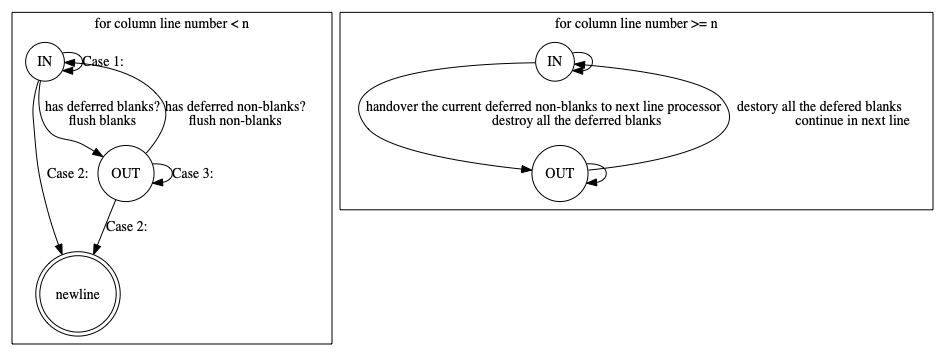 for column line number < n
IN
Case 1:
has deferred blanks?
flush blanks
has deferred non-blanks?
flush non-blanks
Case 2:
OUT
Case 3:
Case 2:
newline
for column line number >= n
IN
handover the current deferred non-blanks to next line processor
destroy all the deferred blanks
destory all the defered blanks
continue in next line
OUT